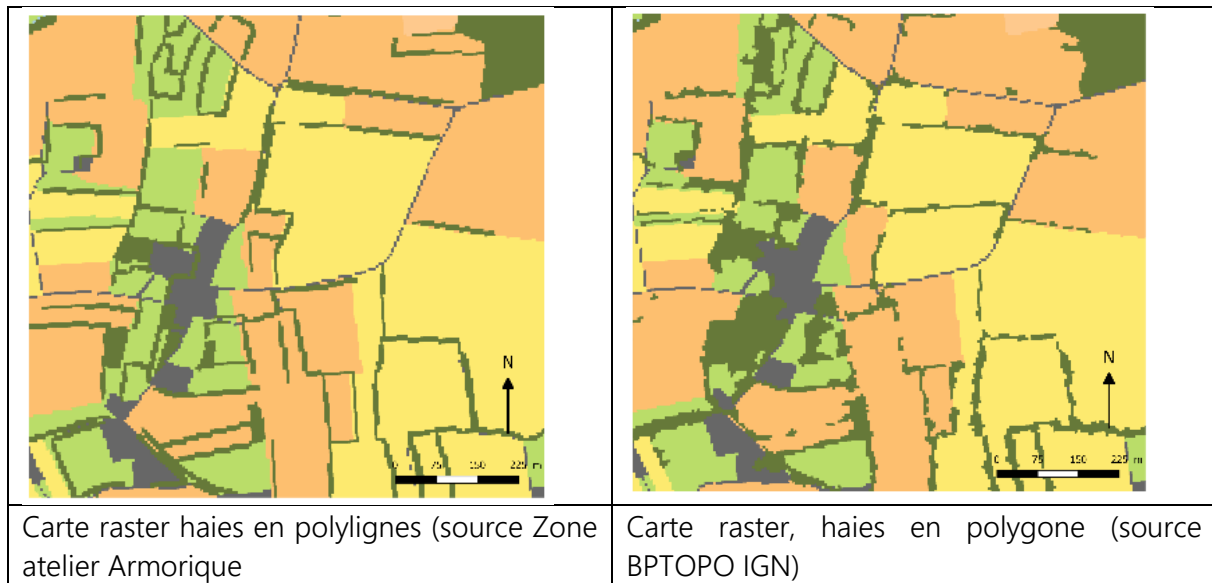 N
0 75 150 225 m
N
0 75 150 225 m
Carte raster haies en polylignes (source Zone
atelier Armorique
Carte raster, haies en polygone (source
BPTOPO IGN)